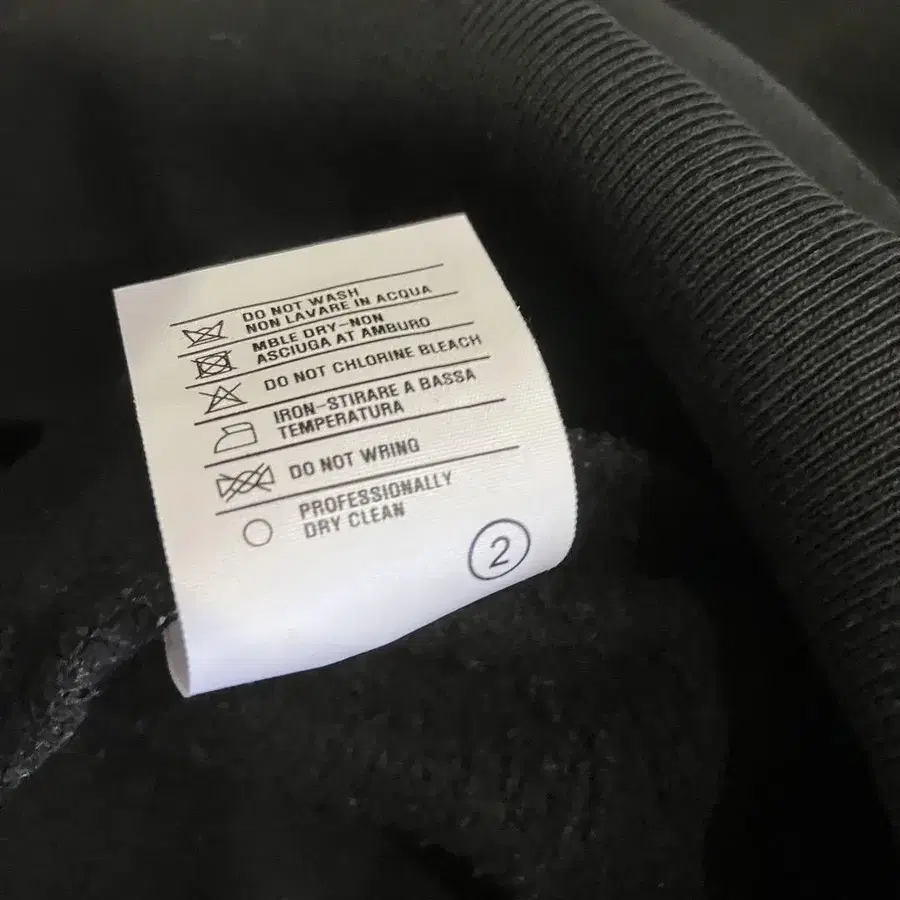 DO NOT WASH
NON LAVARE IN ACQUA
MBLE DRY-NON
ASCIUGA AT AMBURO
DO NOT CHLORINE BLEACH
IRON-STIRARE A BASSA
TEMPERATURA
DO NOT WRING
PROFESSIONALLY
DRY CLEAN
2